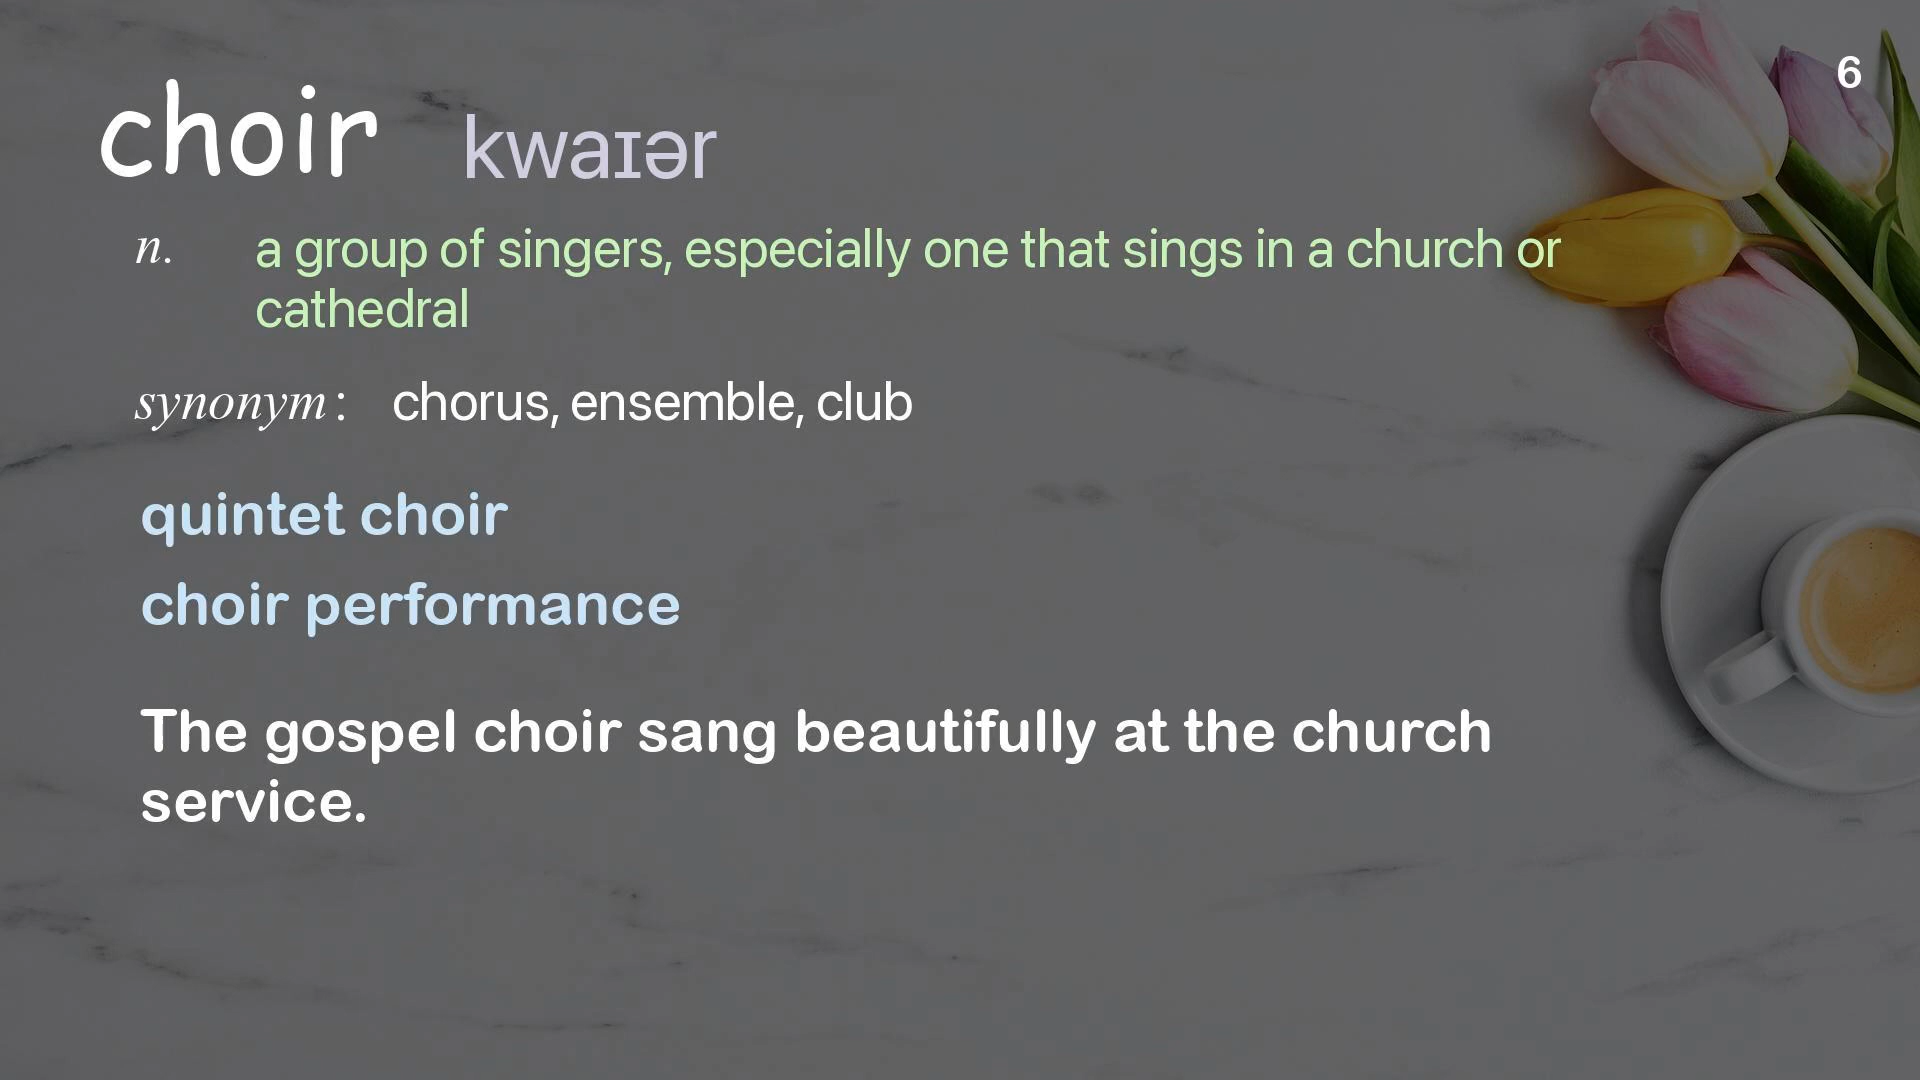 6
choir kwaɪər
n. a group of singers, especially one that sings in a church or
cathedral
synonym: chorus, ensemble, club
quintet choir
choir performance
The gospel choir sang beautifully at the church
service.